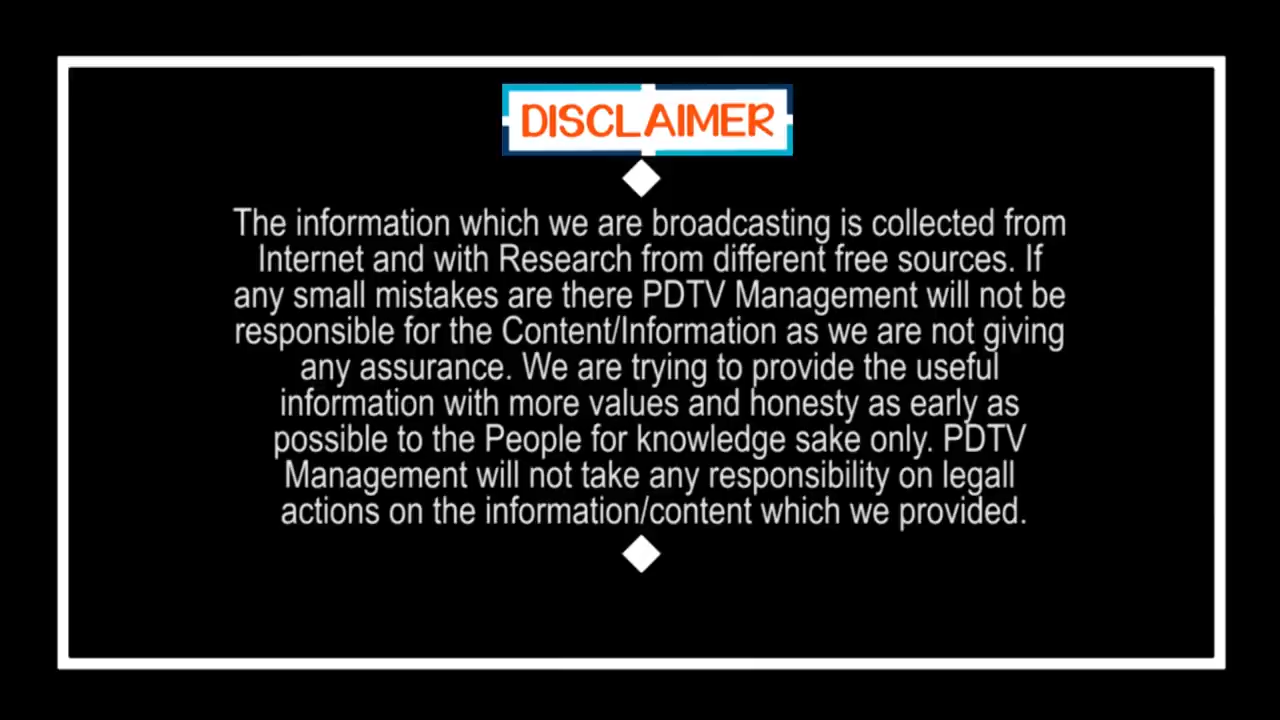 DISCLAIMER
The information which we are broadcasting is collected from
Internet and with Research from different free sources. If
any small mistakes are there PDTV Management will not be
responsible for the Content/Information as we are not giving
any assurance. We are trying to provide the useful
information with more values and honesty as early as
possible to the People for knowledge sake only. PDTV
Management will not take any responsibility on legall
actions on the information/content which we provided.